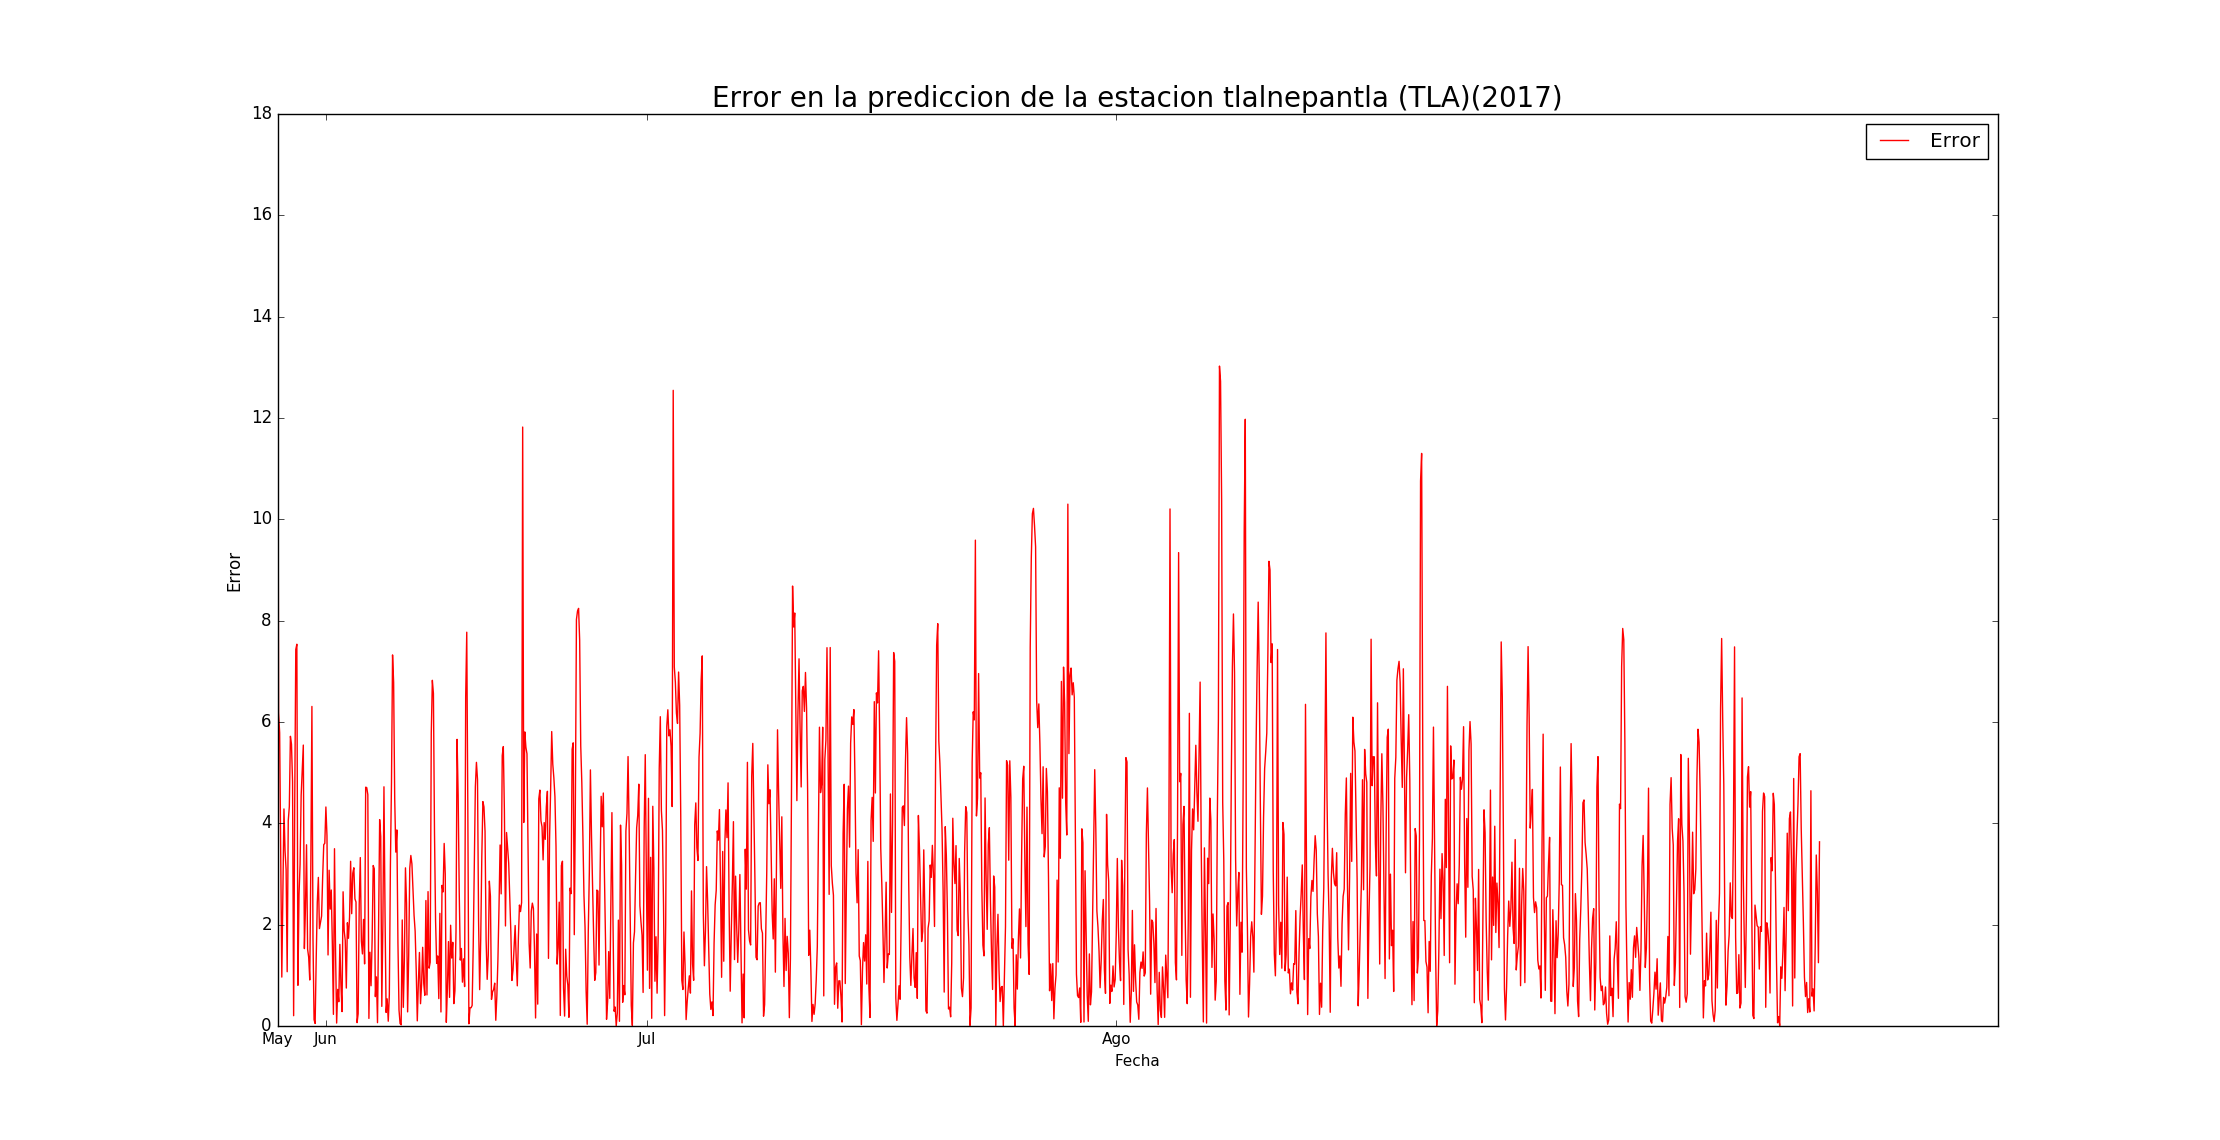 Error en la prediccion de la estacion tlalnepantla (TLA)(2017)
18
Error
16
14
12
10
Error
8
6
4
2
0
May Jun Jul Ago
Fecha